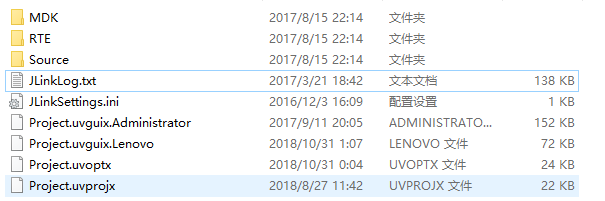 MDK 2017/8/15 22:14 文件夹
RTE 2017/8/15 22:14 文件夹
Source 2017/8/15 22:14 文件夹
JLinkLog.txt 2017/3/21 18:42 文本文档 138 KB
JLinkSettings.ini 2016/12/3 16:09 配置设置 1 KB
Project.uvguix.Administrator 2017/9/11 20:05 ADMINISTRATO... 152 KB
Project.uvguix.Lenovo 2018/10/31 1:07 LENOVO 文件 72 KB
Project.uvoptx 2018/10/31 0:04 UVOPTX 文件 24 KB
Project.uvprojx 2018/8/27 11:42 UVPROJX 文件 22 KB